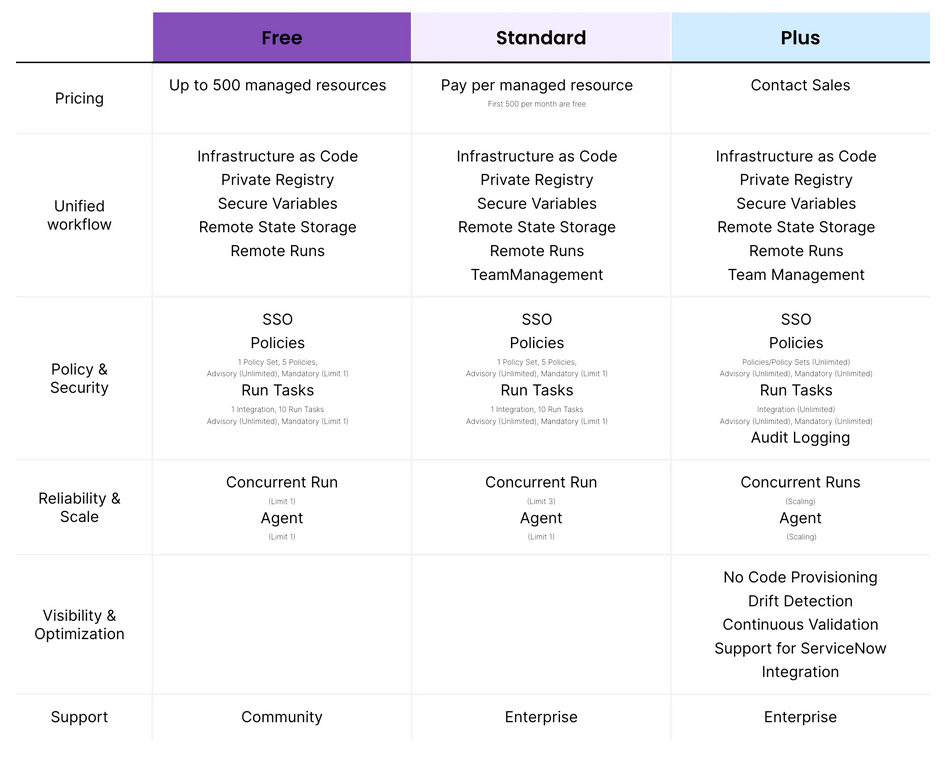 Free Standard Plus
Pricing
Up to 500 managed resources
Pay per managed resource
First 500 per month are free
Contact Sales
Unified
workflow
Infrastructure as Code
Private Registry
Secure Variables
Remote State Storage
Remote Runs
Infrastructure as Code
Private Registry
Secure Variables
Remote State Storage
Remote Runs
TeamManagement
Infrastructure as Code
Private Registry
Secure Variables
Remote State Storage
Remote Runs
Team Management
Policy &
Security
SSO
Policies
1 Policy Set, 5 Policies,
Advisory (Unlimited), Mandatory (Limit 1)
Run Tasks
1 Integration, 10 Run Tasks
Advisory (Unlimited), Mandatory (Limit 1)
SSO
Policies
1 Policy Set, 5 Policies,
Advisory (Unlimited), Mandatory (Limit 1)
Run Tasks
1 Integration, 10 Run Tasks
Advisory (Unlimited), Mandatory (Limit 1)
SSO
Policies
Policies/Policy Sets (Unlimited)
Advisory (Unlimited), Mandatory (Unlimited)
Run Tasks
Integration (Unlimited)
Advisory (Unlimited), Mandatory (Unlimited)
Audit Logging
Reliability &
Scale
Concurrent Run
(Limit 1)
Agent
(Limit 1)
Concurrent Run
(Limit 3)
Agent
(Limit 1)
Concurrent Runs
(Scaling)
Agent
(Scaling)
Visibility &
Optimization
No Code Provisioning
Drift Detection
Continuous Validation
Support for ServiceNow
Integration
Support
Community
Enterprise
Enterprise